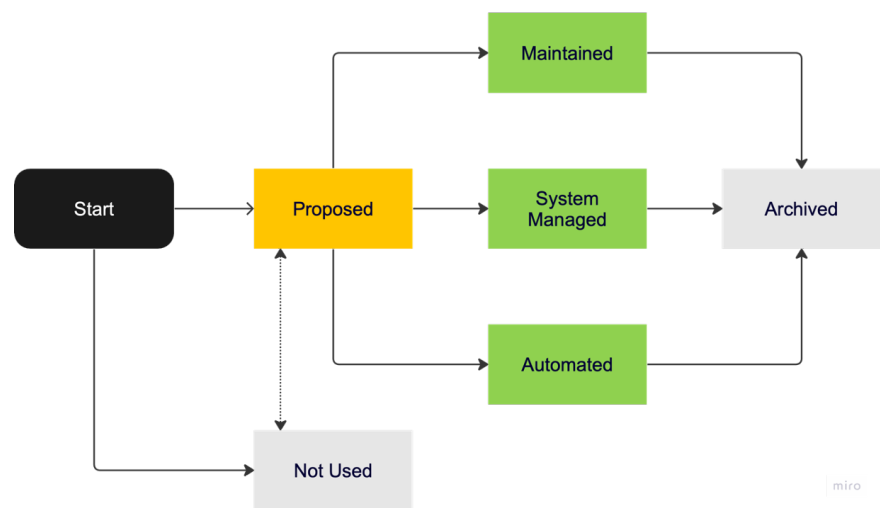 Maintained
Start
Proposed
System
Managed
Archived
Automated
Not Used
miro